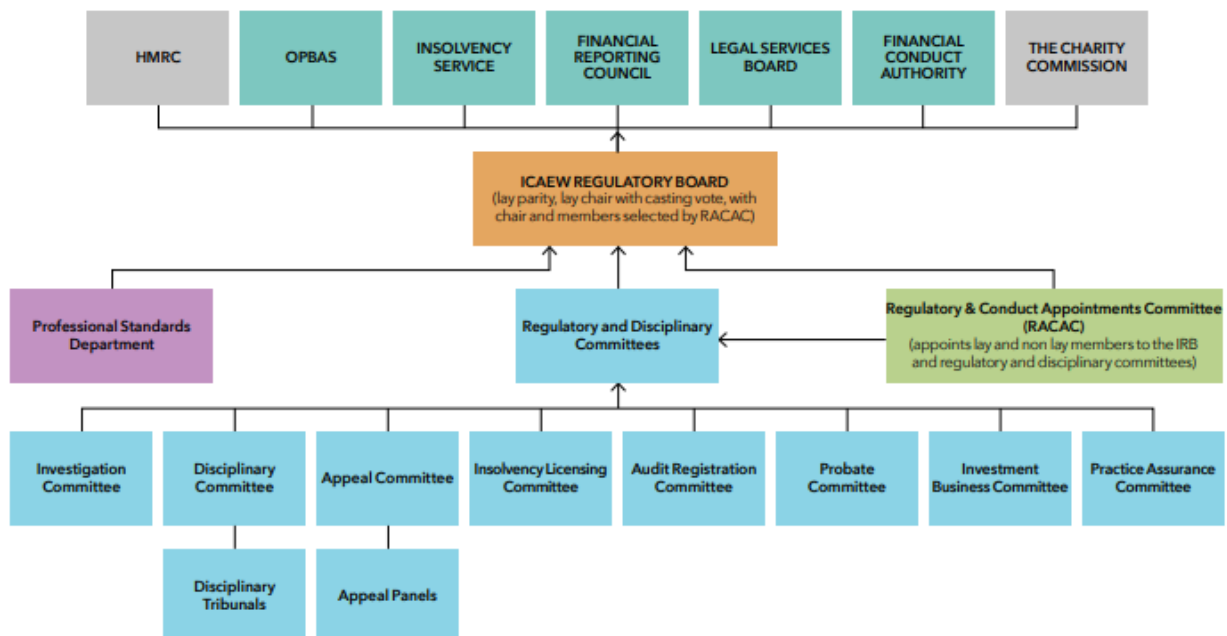 HMRC
OPBAS
INSOLVENCY
SERVICE
FINANCIAL
REPORTING
COUNCIL
LEGAL SERVICES
BOARD
FINANCIAL
CONDUCT
AUTHORITY
THE CHARITY
COMMISSION
ICAEW REGULATORY BOARD
(lay parity, lay chair with casting vote, with
chair and members selected by RACAC)
Professional Standards
Department
Regulatory and Disciplinary
Committees
Regulatory & Conduct Appointments Committee
(RACAC)
(appoints lay and non lay members to the IRB
and regulatory and disciplinary committees)
Investigation
Committee
Disciplinary
Committee
Appeal Committee
Insolvency Licensing
Committee
Audit Registration
Committee
Probate
Committee
Investment
Business Committee
Practice Assurance
Committee
Disciplinary
Tribunals
Appeal Panels